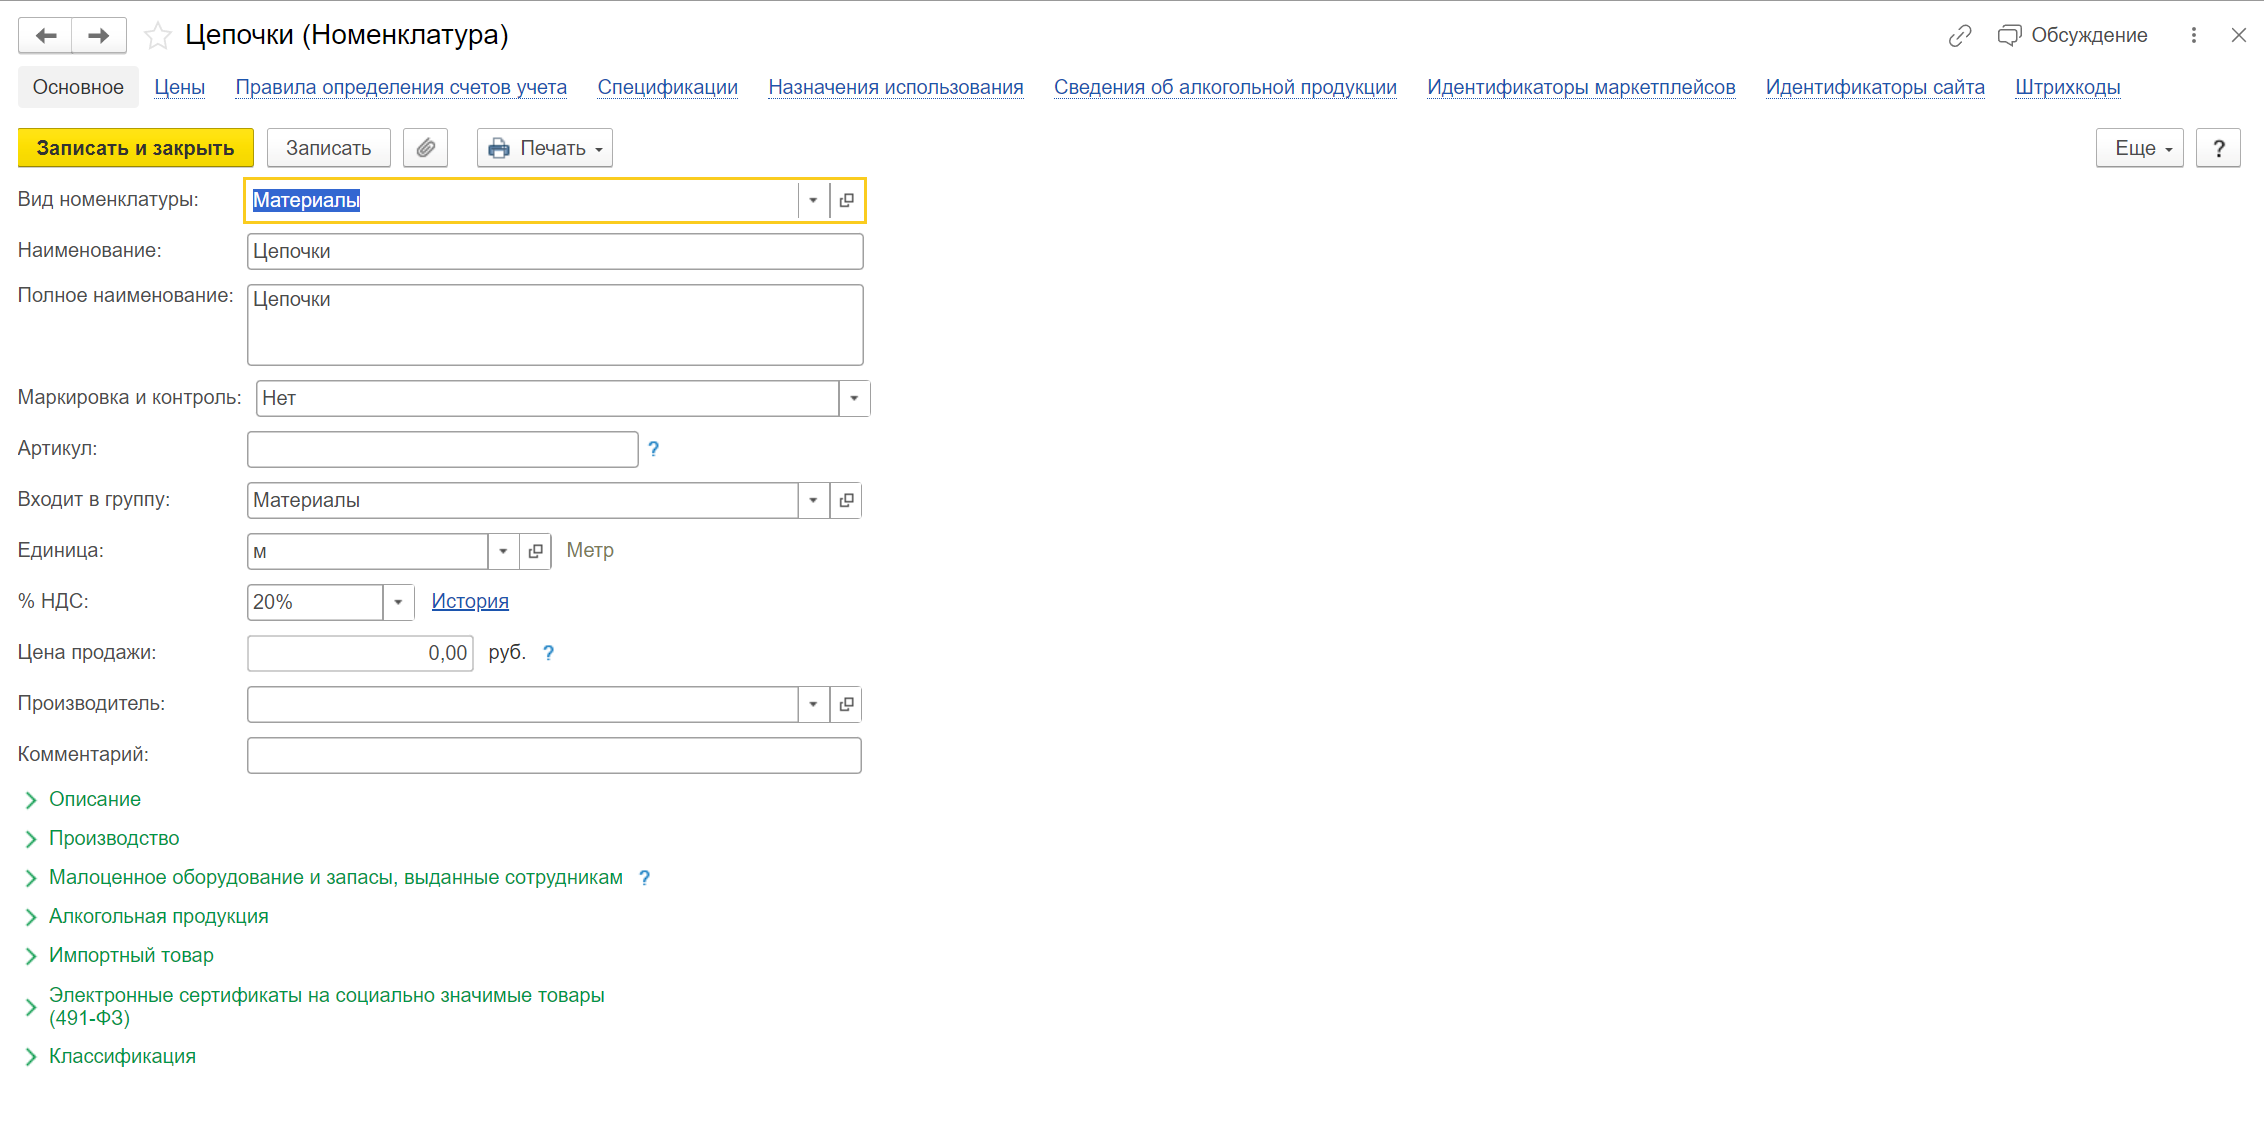 Цепочки (Номенклатура)
Обсуждение
Основное Цены Правила определения счетов учета Спецификации Назначения использования Сведения об алкогольной продукции Идентификаторы маркетплейсов Идентификаторы сайта Штрихкоды
Записать и закрыть Записать Печать Еще ?
Вид номенклатуры: Материалы
Наименование: Цепочки
Полное наименование: Цепочки
Маркировка и контроль: Нет
Артикул: ?
Входит в группу: Материалы
Единица: м Метр
% НДС: 20% История
Цена продажи: 0,00 руб. ?
Производитель:
Комментарий:
Описание
Производство
Малоценное оборудование и запасы, выданные сотрудникам ?
Алкогольная продукция
Импортный товар
Электронные сертификаты на социально значимые товары
(491-ФЗ)
Классификация